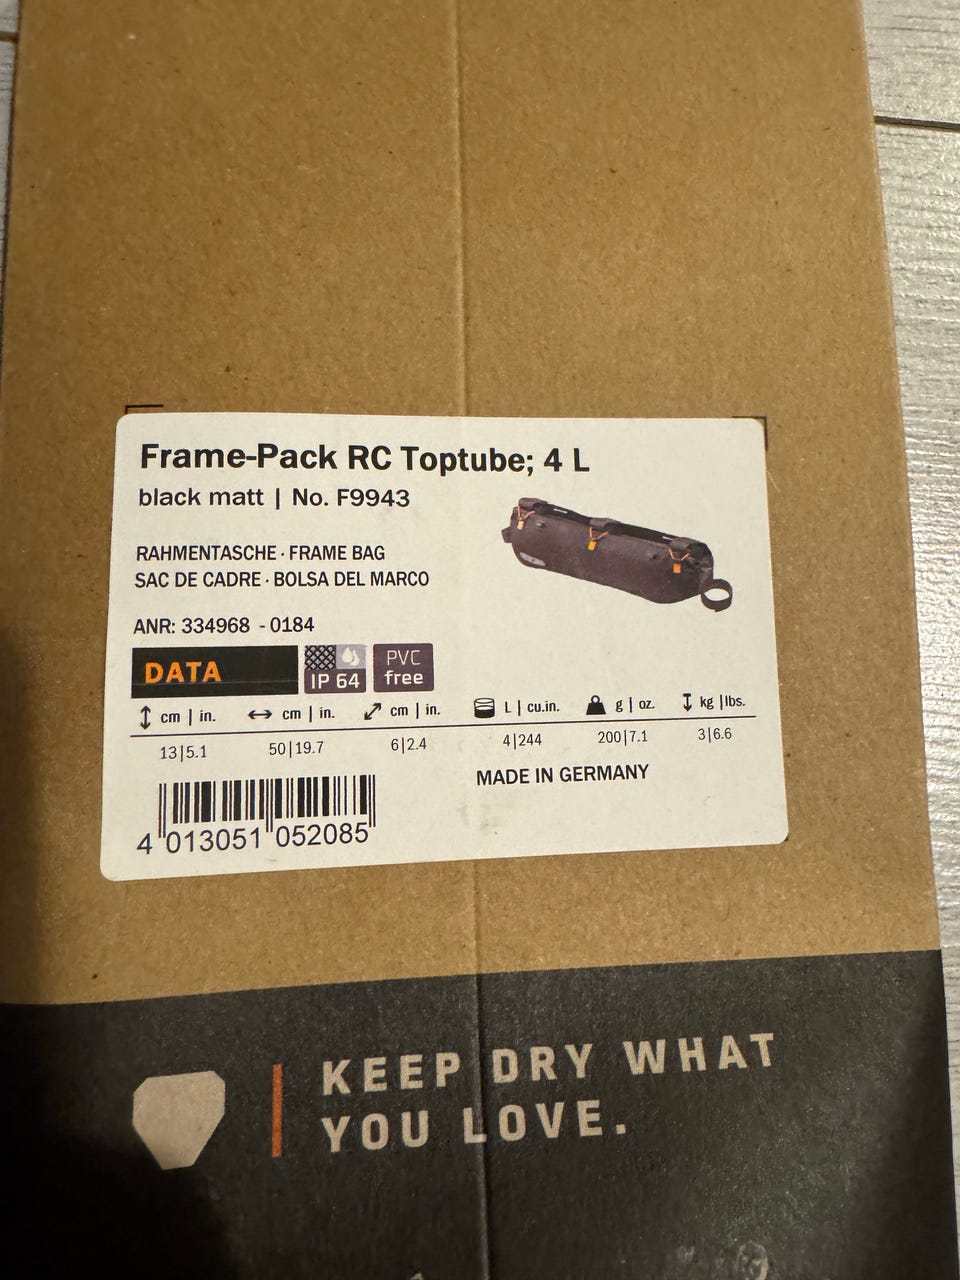 Frame-Pack RC Toptube; 4 L
black matt | No. F9943
RAHMENTASCHE · FRAME BAG
SAC DE CADRE · BOLSA DEL MARCO
ANR: 334968 - 0184
DATA
IP 64
PVC free
cm | in. cm | in. cm | in. L | cu.in. g | oz. kg | lbs.
13|5.1 50|19.7 6|2.4 4|244 200|7.1 3|6.6
MADE IN GERMANY
4 013051 052085
KEEP DRY WHAT
YOU LOVE.